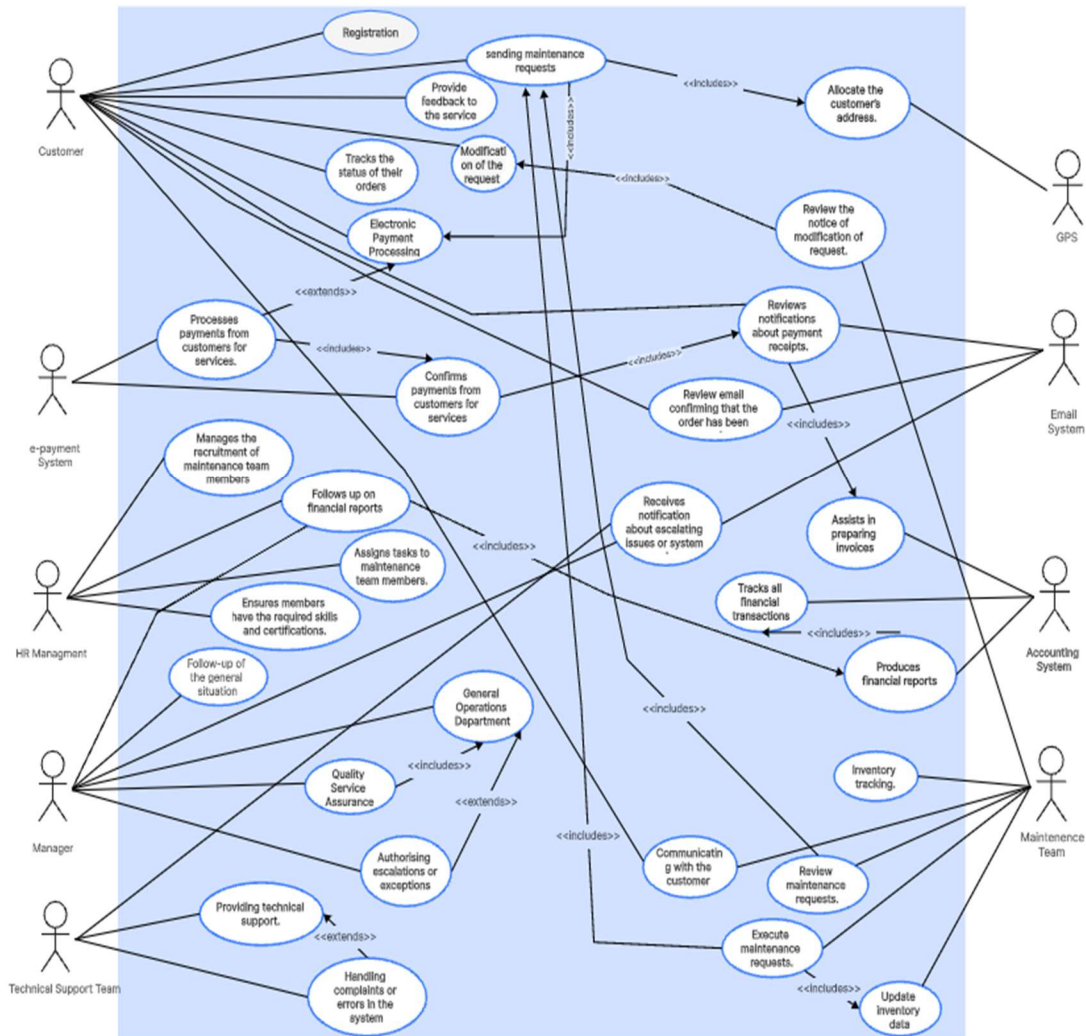 Registration
sending maintenance
requests
<<includes>>
Allocate the
customer's
address.
Provide
feedback to
the service
<<includes>>
Customer
Modificati
on of the
request
Tracks the
status of their
orders
<<includes>>
Review the
notice of
modification of
request.
GPS
Electronic
Payment
Processing
<<extends>>
Processes
payments from
customers for
services.
<<includes>>
Reviews
notifications
about payment
receipts.
<<includes>>
Confirms
payments from
customers for
services
Review email
confirming that the
order has been
Email
System
e-payment
System
<<includes>>
Manages the
recruitment of
maintenance team
members
Follows up on
financial reports
Receives
notification
about escalating
issues or system
Assists in
preparing
invoices
<<includes>>
Assigns tasks to
maintenance
team members.
Tracks all
financial
transactions
Ensures members
have the required skills
and certifications.
<<includes>>
HR Managment
Accounting
System
Follow-up of
the general
situation
Produces
financial reports
General
Operations
Department
<<includes>>
Quality
Service
Assurance
<<includes>>
Inventory
tracking.
<<extends>>
Manager
<<includes>>
Maintenence
Team
Authorising
escalations or
exceptions
Communicatin
g with the
customer
Review
maintenance
requests.
Providing technical
support.
<<extends>>
Execute
maintenance
requests.
Technical Support Team
Handling
complaints or
errors in the
system
<<includes>>
Update
inventory
data